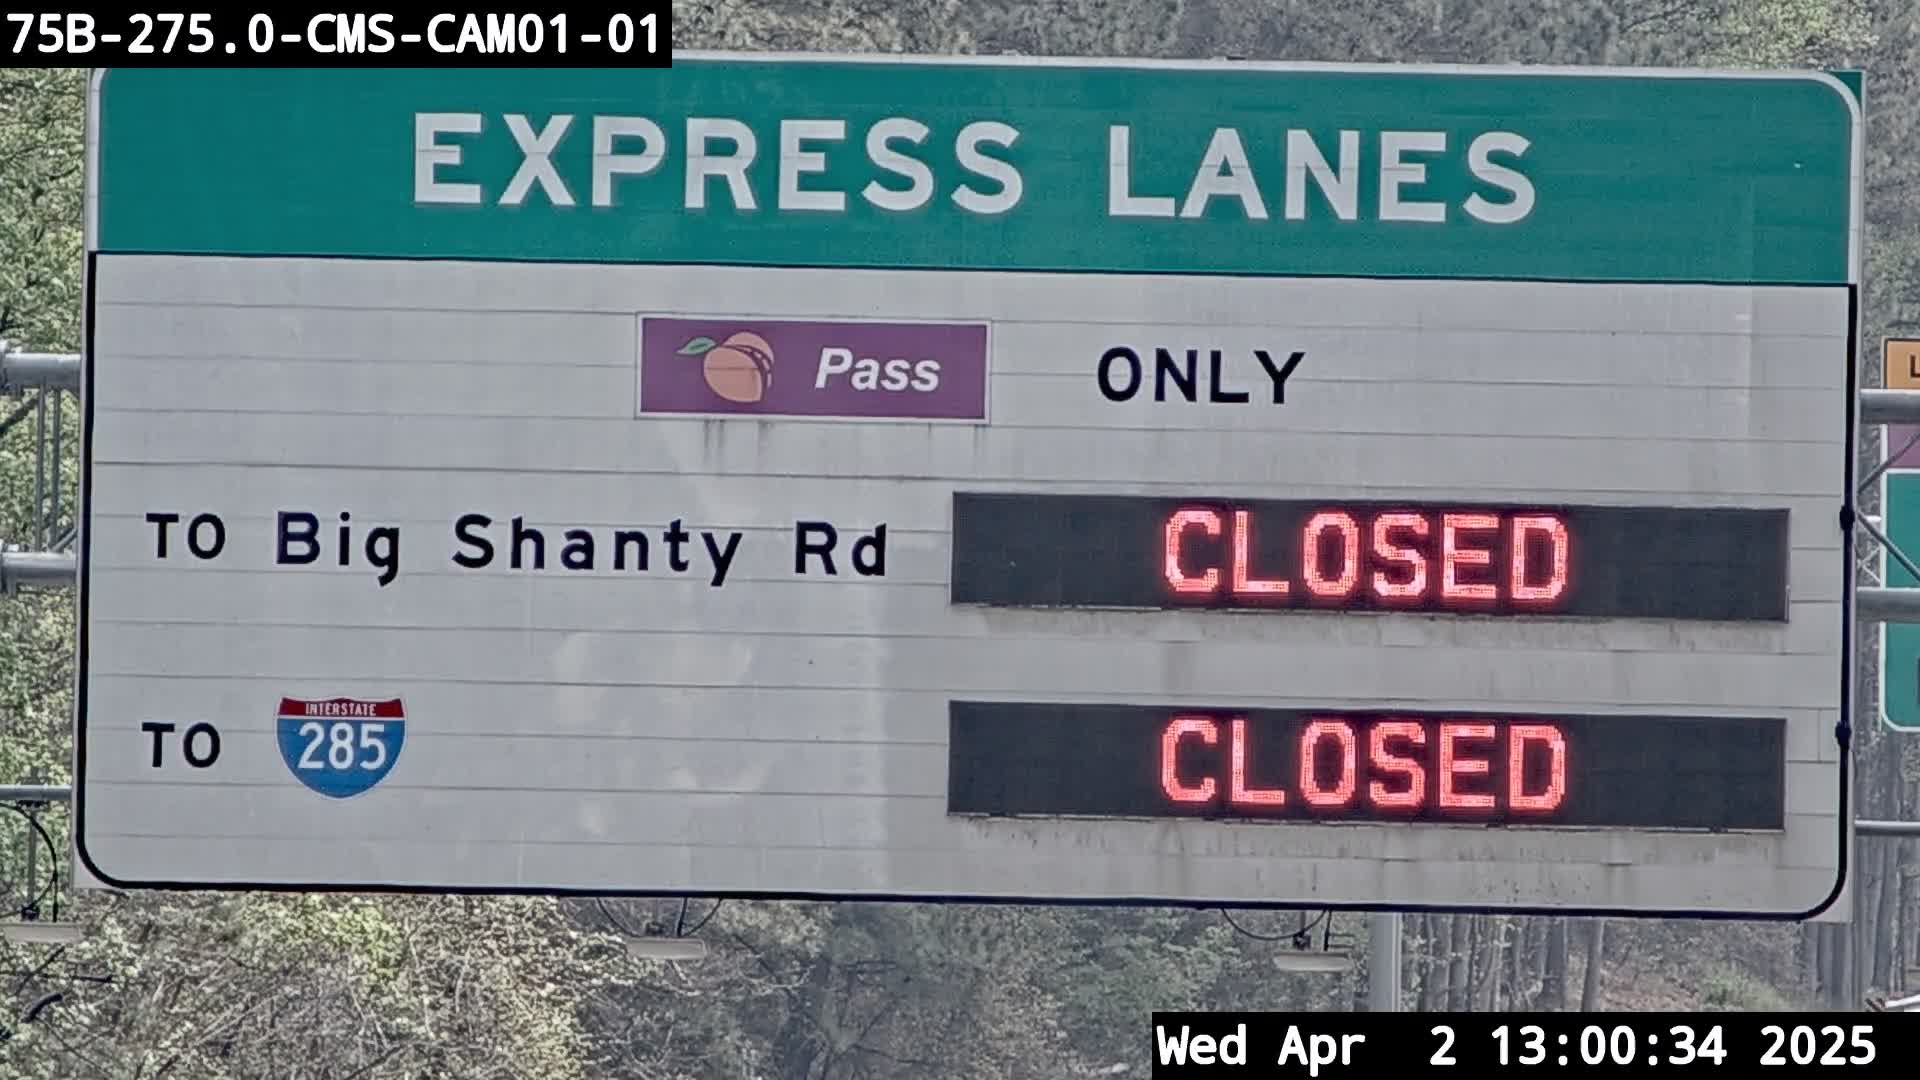 75B-275.0-CMS-CAM01-01
EXPRESS LANES
Pass ONLY
TO Big Shanty Rd CLOSED
TO INTERSTATE 285 CLOSED
Wed Apr 2 13:00:34 2025